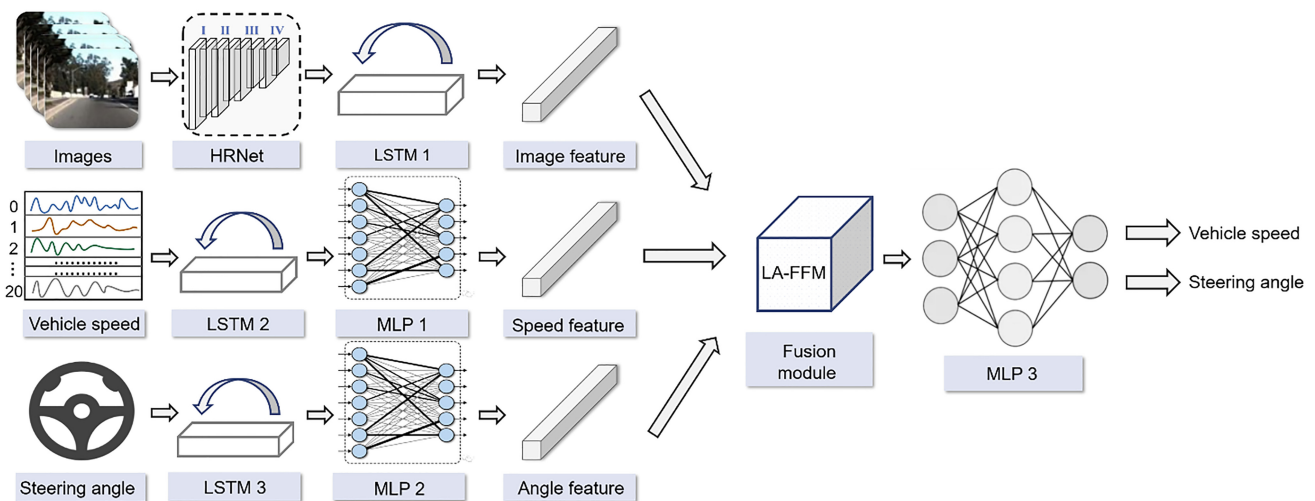 I II III IV
Images
HRNet
LSTM 1
Image feature
0
1
2
20
Vehicle speed
LSTM 2
MLP 1
Speed feature
LA-FFM
Fusion
module
MLP 3
Vehicle speed
Steering angle
Steering angle
LSTM 3
MLP 2
Angle feature